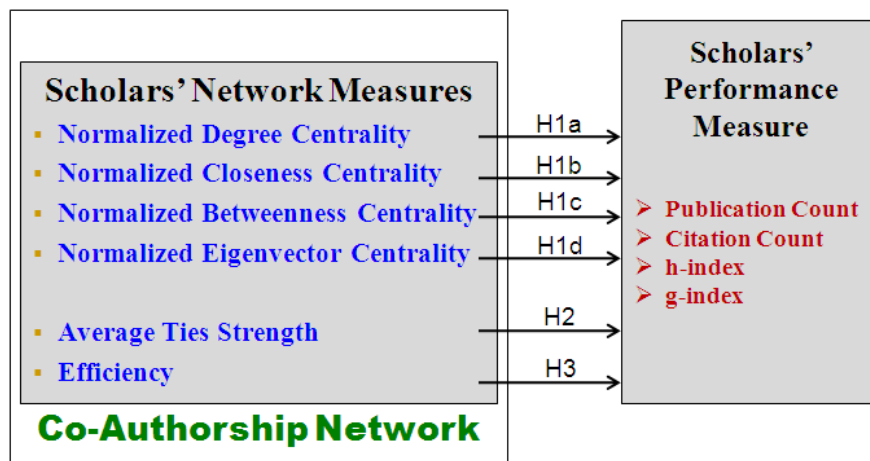 Scholars' Network Measures
Normalized Degree Centrality
Normalized Closeness Centrality
Normalized Betweenness Centrality
Normalized Eigenvector Centrality
Average Ties Strength
Efficiency
Co-Authorship Network
H1a
H1b
H1c
H1d
H2
H3
Scholars'
Performance
Measure
Publication Count
Citation Count
h-index
g-index